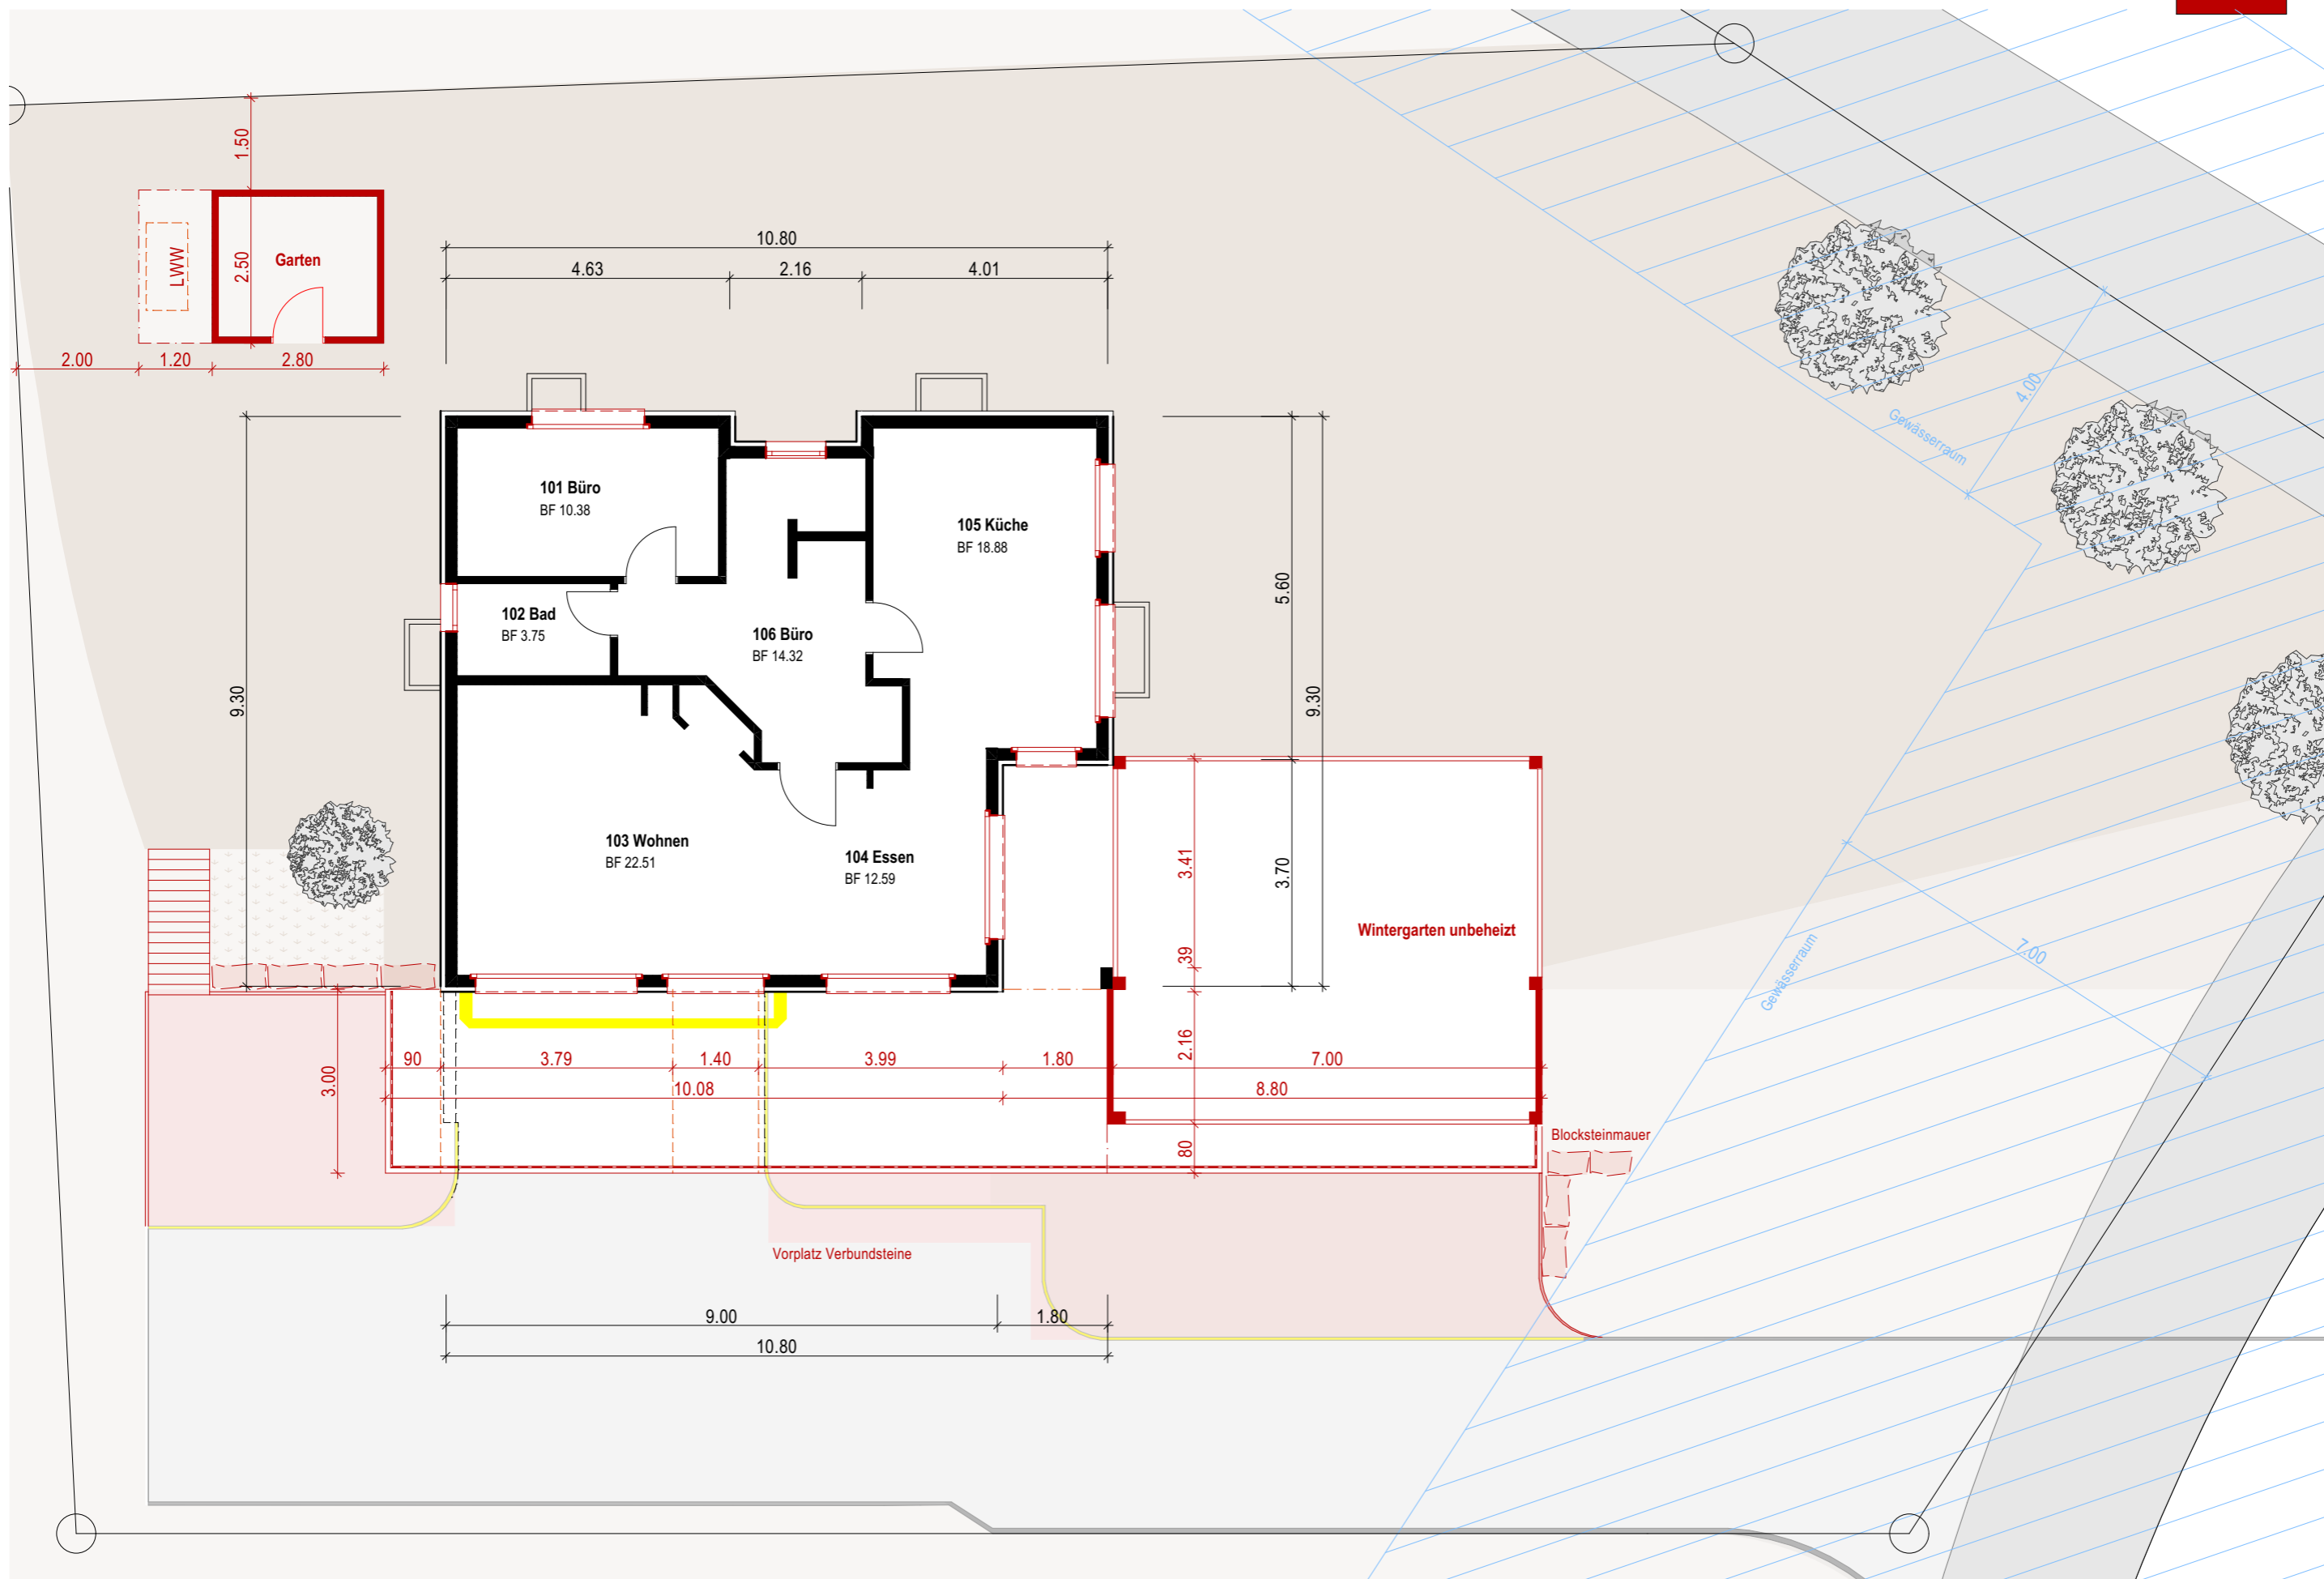 1.50
2.50
LWW
Garten
2.00
1.20
2.80
10.80
4.63
2.16
4.01
4.00
Gewässerraum
101 Büro
BF 10.38
105 Küche
BF 18.88
102 Bad
BF 3.75
106 Büro
BF 14.32
5.60
9.30
9.30
103 Wohnen
BF 22.51
104 Essen
BF 12.59
3.41
3.70
39
Wintergarten unbeheizt
Gewässerraum
7.00
3.00
90
3.79
1.40
3.99
1.80
2.16
7.00
10.08
8.80
80
Blocksteinmauer
Vorplatz Verbundsteine
9.00
1.80
10.80